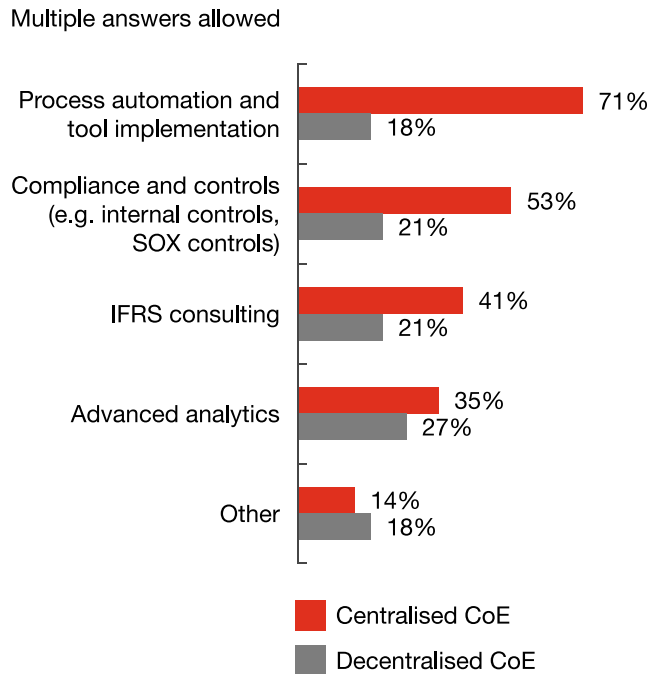 Multiple answers allowed
Process automation and
tool implementation
71%
18%
Compliance and controls
(e.g. internal controls,
SOX controls)
53%
21%
IFRS consulting
41%
21%
Advanced analytics
35%
27%
Other
14%
18%
Centralised CoE
Decentralised CoE